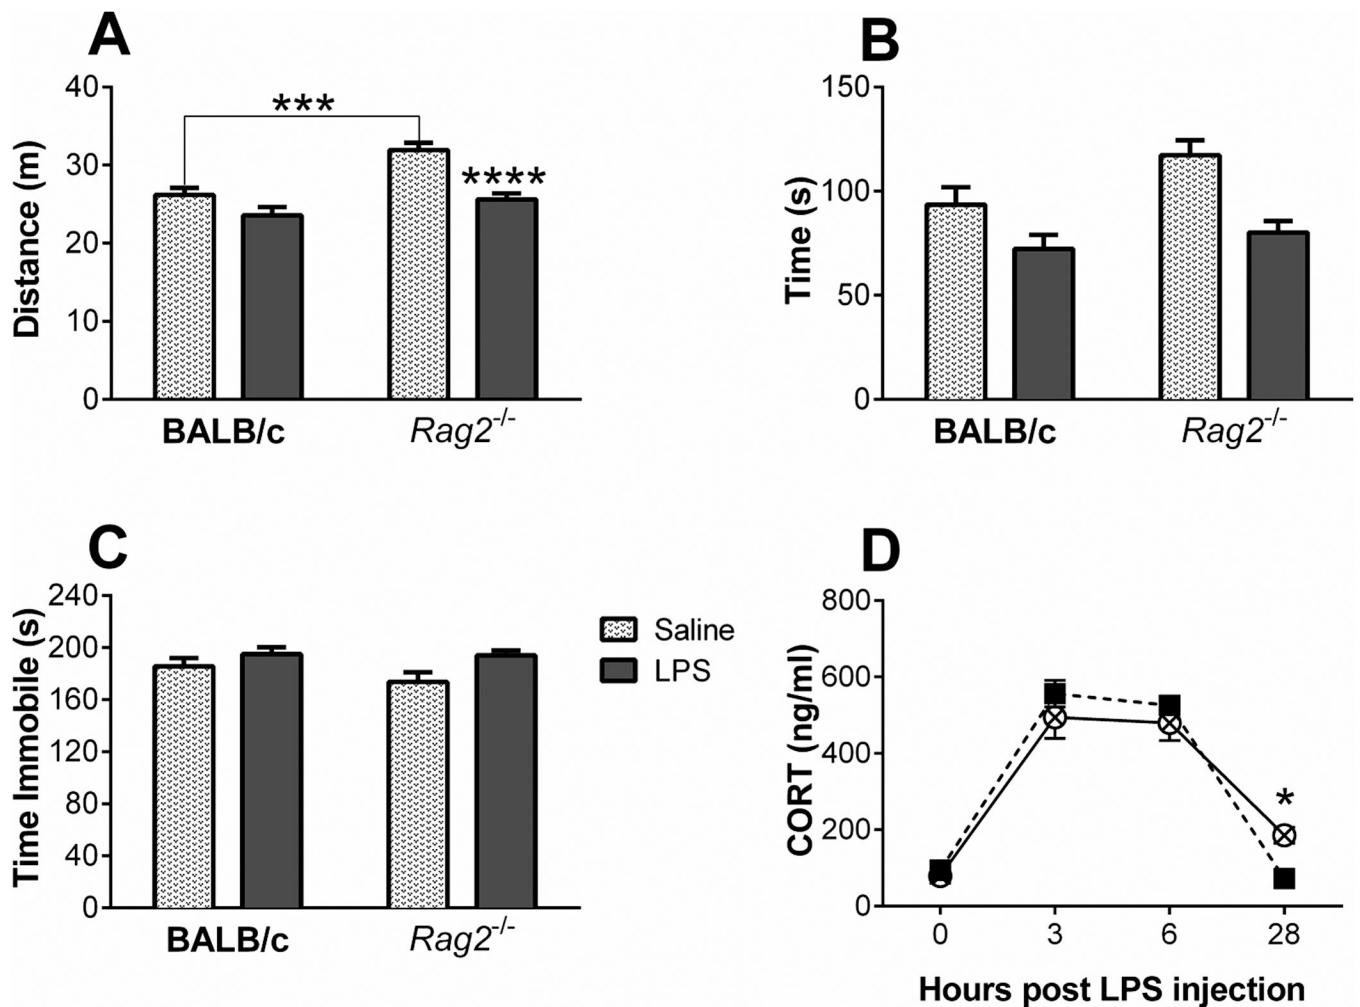 A
40
30
20
10
0
Distance (m)
***
****
BALB/c
Rag2-/-
B
150
100
50
0
Time (s)
BALB/c
Rag2-/-
C
240
200
160
120
80
40
0
Time Immobile (s)
BALB/c
Rag2-/-
Saline
LPS
D
800
600
400
200
0
CORT (ng/ml)
*
0 3 6 28
Hours post LPS injection